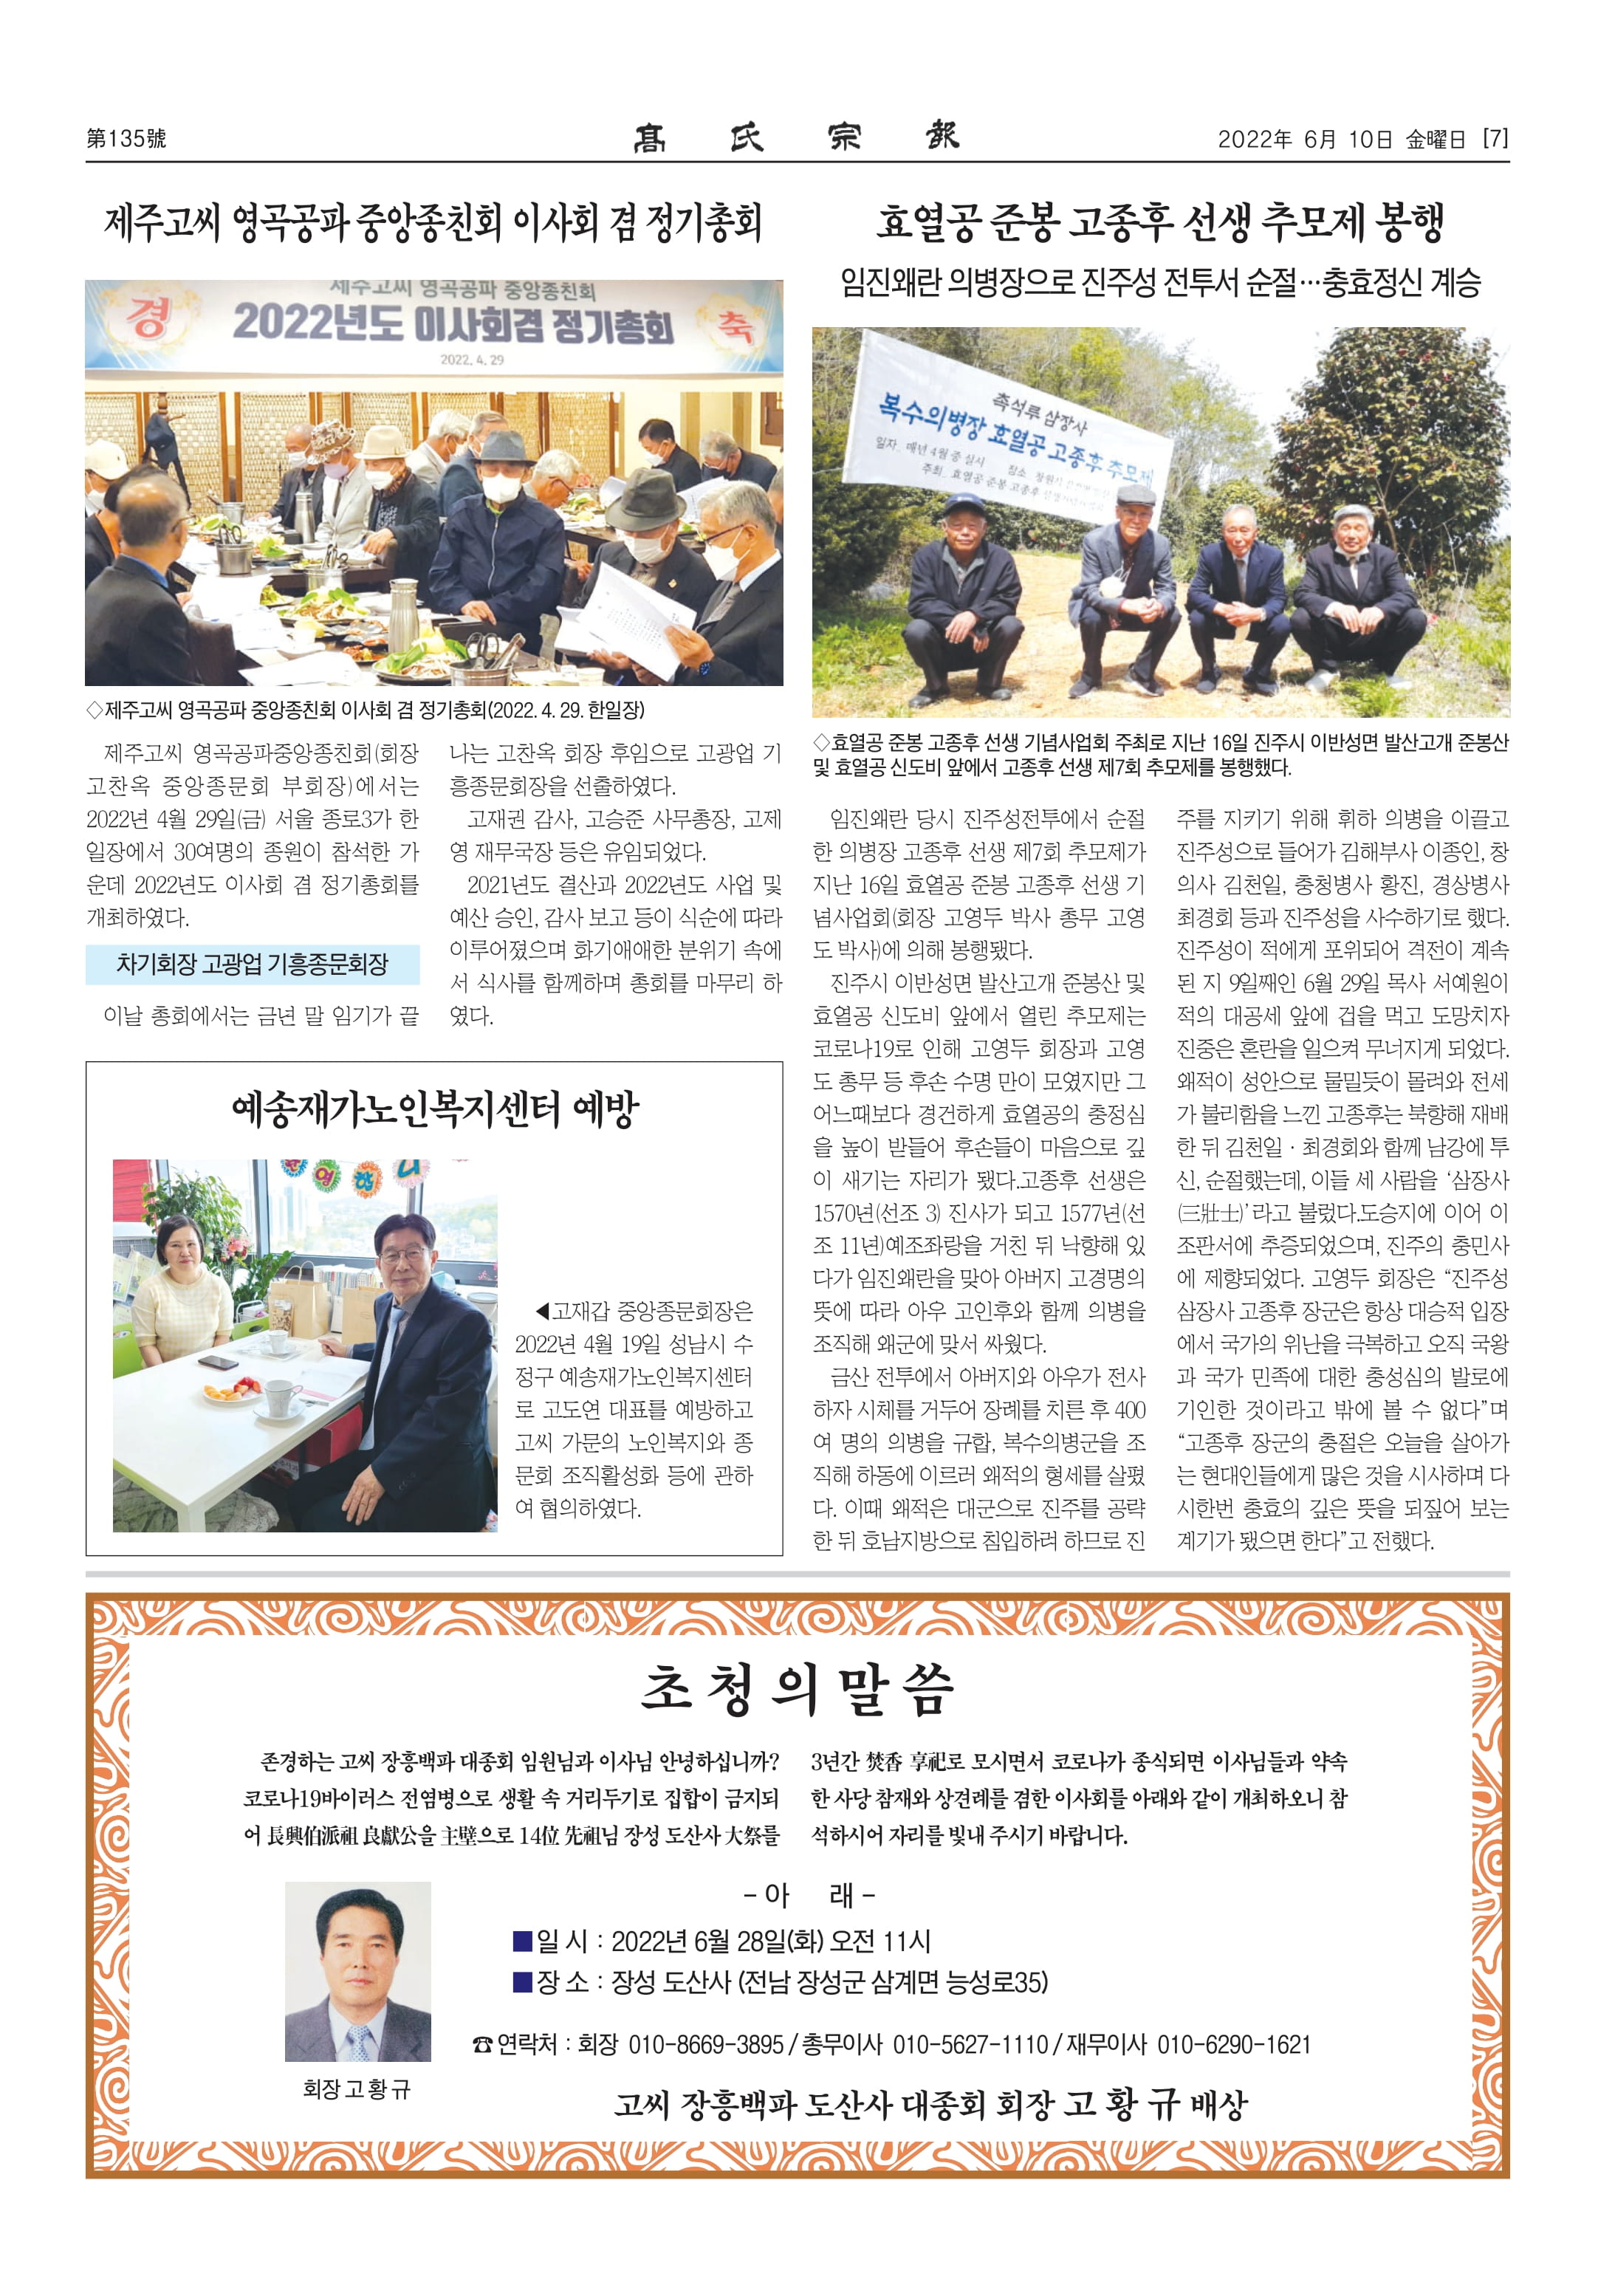 第135號
髙氏宗報
2022年 6月 10日 金曜日 [7]
제주고씨 영곡공파 중앙종친회 이사회 겸 정기총회
제주고씨 영곡공파 중앙종친회
경
2022년도 이사회겸 정기총회
축
2022. 4. 29
◇제주고씨 영곡공파 중앙종친회 이사회 겸 정기총회(2022. 4. 29. 한일장)
제주고씨 영곡공파중앙종친회(회장
고찬옥 중앙종문회 부회장)에서는
2022년 4월 29일(금) 서울 종로3가 한
일장에서 30여명의 종원이 참석한 가
운데 2022년도 이사회 겸 정기총회를
개최하였다.
차기회장 고광업 기흥종문회장
이날 총회에서는 금년 말 임기가 끝
나는 고찬옥 회장 후임으로 고광업 기
흥종문회장을 선출하였다.
고재권 감사, 고승준 사무총장, 고제
영 재무국장 등은 유임되었다.
2021년도 결산과 2022년도 사업 및
예산 승인, 감사 보고 등이 식순에 따라
이루어졌으며 화기애애한 분위기 속에
서 식사를 함께하며 총회를 마무리 하
였다.
예송재가노인복지센터 예방
◀고재갑 중앙종문회장은
2022년 4월 19일 성남시 수
정구 예송재가노인복지센터
로 고도연 대표를 예방하고
고씨 가문의 노인복지와 종
문회 조직활성화 등에 관하
여 협의하였다.
효열공 준봉 고종후 선생 추모제 봉행
임진왜란 의병장으로 진주성 전투서 순절…충효정신 계승
촉석루 삼장사
복수의병장 효열공 고종후 추모제
일자. 매년 4월 중 실시 장소
주최. 효열공 준봉 고종후
◇효열공 준봉 고종후 선생 기념사업회 주최로 지난 16일 진주시 이반성면 발산고개 준봉산
및 효열공 신도비 앞에서 고종후 선생 제7회 추모제를 봉행했다.
임진왜란 당시 진주성전투에서 순절
한 의병장 고종후 선생 제7회 추모제가
지난 16일 효열공 준봉 고종후 선생 기
념사업회(회장 고영두 박사 총무 고영
도 박사)에 의해 봉행됐다.
진주시 이반성면 발산고개 준봉산 및
효열공 신도비 앞에서 열린 추모제는
코로나19로 인해 고영두 회장과 고영
도 총무 등 후손 수명 만이 모였지만 그
어느때보다 경건하게 효열공의 충정심
을 높이 받들어 후손들이 마음으로 깊
이 새기는 자리가 됐다.고종후 선생은
1570년(선조 3) 진사가 되고 1577년(선
조 11년)예조좌랑을 거친 뒤 낙향해 있
다가 임진왜란을 맞아 아버지 고경명의
뜻에 따라 아우 고인후와 함께 의병을
조직해 왜군에 맞서 싸웠다.
금산 전투에서 아버지와 아우가 전사
하자 시체를 거두어 장례를 치른 후 400
여 명의 의병을 규합, 복수의병군을 조
직해 하동에 이르러 왜적의 형세를 살폈
다. 이때 왜적은 대군으로 진주를 공략
한 뒤 호남지방으로 침입하려 하므로 진
주를 지키기 위해 휘하 의병을 이끌고
진주성으로 들어가 김해부사 이종인, 창
의사 김천일, 충청병사 황진, 경상병사
최경회 등과 진주성을 사수하기로 했다.
진주성이 적에게 포위되어 격전이 계속
된 지 9일째인 6월 29일 목사 서예원이
적의 대공세 앞에 겁을 먹고 도망치자
진중은 혼란을 일으켜 무너지게 되었다.
왜적이 성안으로 물밀듯이 몰려와 전세
가 불리함을 느낀 고종후는 북향해 재배
한 뒤 김천일·최경회와 함께 남강에 투
신, 순절했는데, 이들 세 사람을 ‘삼장사
(三壯士)’라고 불렀다.도승지에 이어 이
조판서에 추증되었으며, 진주의 충민사
에 제향되었다. 고영두 회장은 “진주성
삼장사 고종후 장군은 항상 대승적 입장
에서 국가의 위난을 극복하고 오직 국왕
과 국가 민족에 대한 충성심의 발로에
기인한 것이라고 밖에 볼 수 없다”며
“고종후 장군의 충절은 오늘을 살아가
는 현대인들에게 많은 것을 시사하며 다
시한번 충효의 깊은 뜻을 되짚어 보는
계기가 됐으면 한다”고 전했다.
초청의말씀
존경하는 고씨 장흥백파 대종회 임원님과 이사님 안녕하십니까?
코로나19바이러스 전염병으로 생활 속 거리두기로 집합이 금지되
어 長興伯派祖 良獻公을 主壁으로 14位 先祖님 장성 도산사 大祭를
3년간 焚香 享祀로 모시면서 코로나가 종식되면 이사님들과 약속
한 사당 참재와 상견례를 겸한 이사회를 아래와 같이 개최하오니 참
석하시어 자리를 빛내 주시기 바랍니다.
-아 래-
■일 시 : 2022년 6월 28일(화) 오전 11시
■장 소 : 장성 도산사 (전남 장성군 삼계면 능성로35)
☎연락처 : 회장 010-8669-3895 / 총무이사 010-5627-1110 / 재무이사 010-6290-1621
회장 고 황 규
고씨 장흥백파 도산사 대종회 회장 고 황 규 배상